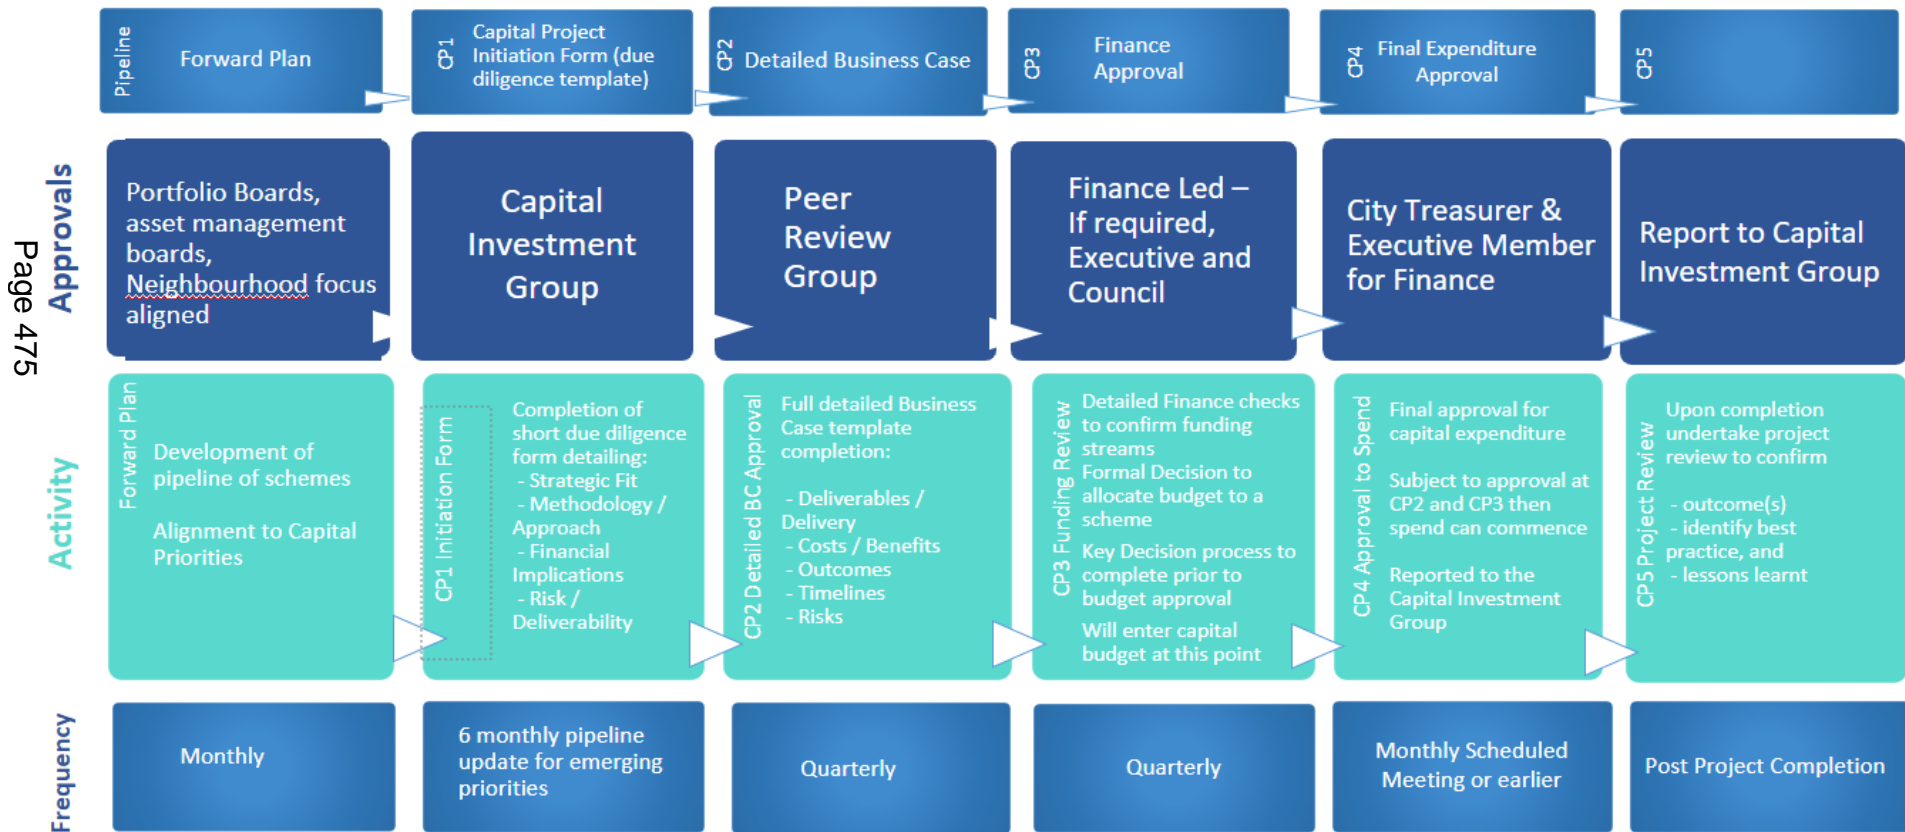 Pipeline
Forward Plan
CP1
Capital Project
Initiation Form (due
diligence template)
CP2
Detailed Business Case
CP3
Finance
Approval
CP4
Final Expenditure
Approval
CP5
Page 475
Approvals
Portfolio Boards,
asset management
boards,
Neighbourhood focus
aligned
Capital
Investment
Group
Peer
Review
Group
Finance Led –
If required,
Executive and
Council
City Treasurer &
Executive Member
for Finance
Report to Capital
Investment Group
Activity
Forward Plan
Development of
pipeline of schemes
Alignment to Capital
Priorities
CP1 Initiation Form
Completion of
short due diligence
form detailing:
- Strategic Fit
- Methodology /
Approach
- Financial
Implications
- Risk /
Deliverability
CP2 Detailed BC Approval
Full detailed Business
Case template
completion:
- Deliverables /
Delivery
- Costs / Benefits
- Outcomes
- Timelines
- Risks
CP3 Funding Review
Detailed Finance checks
to confirm funding
streams
Formal Decision to
allocate budget to a
scheme
Key Decision process to
complete prior to
budget approval
Will enter capital
budget at this point
CP4 Approval to Spend
Final approval for
capital expenditure
Subject to approval at
CP2 and CP3 then
spend can commence
Reported to the
Capital Investment
Group
CP5 Project Review
Upon completion
undertake project
review to confirm
- outcome(s)
- identify best
practice, and
- lessons learnt
Frequency
Monthly
6 monthly pipeline
update for emerging
priorities
Quarterly
Quarterly
Monthly Scheduled
Meeting or earlier
Post Project Completion